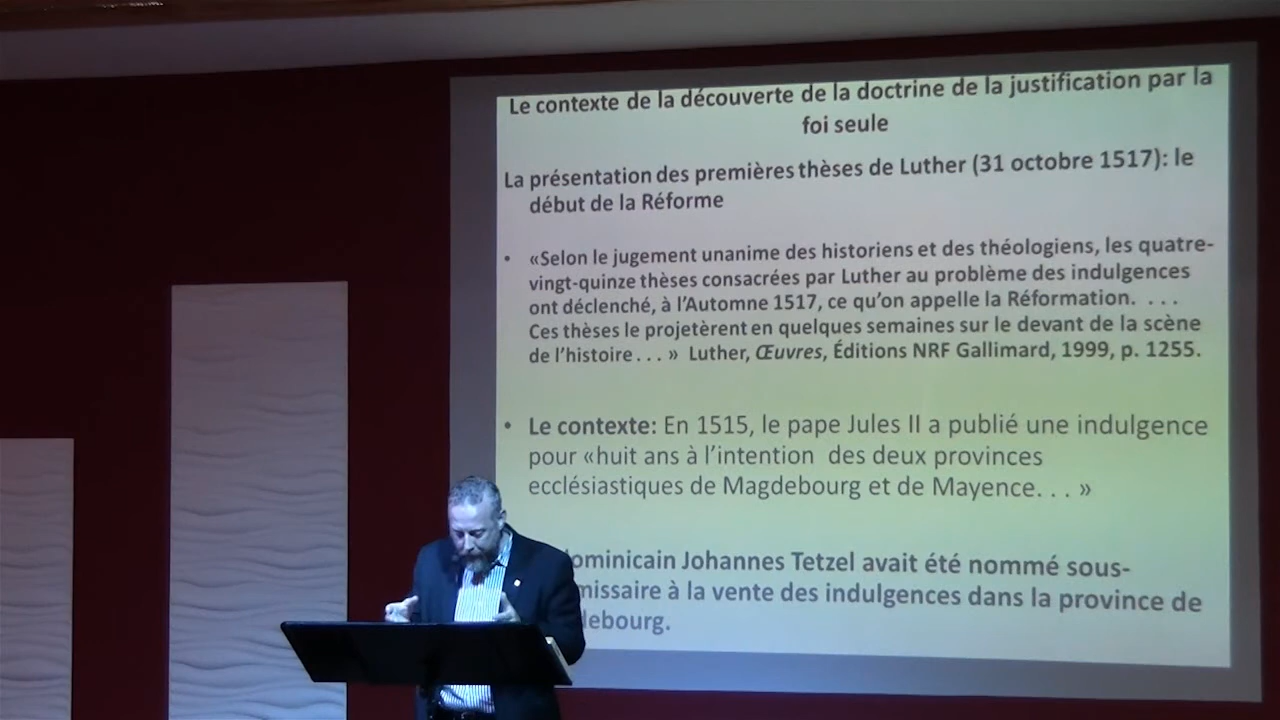 Le contexte de la découverte de la doctrine de la justification par la
foi seule
La présentation des premières thèses de Luther (31 octobre 1517): le
début de la Réforme
• «Selon le jugement unanime des historiens et des théologiens, les quatre-
vingt-quinze thèses consacrées par Luther au problème des indulgences
ont déclenché, à l’Automne 1517, ce qu’on appelle la Réformation. . . .
Ces thèses le projetèrent en quelques semaines sur le devant de la scène
de l’histoire . . . » Luther, Œuvres, Éditions NRF Gallimard, 1999, p. 1255.
• Le contexte: En 1515, le pape Jules II a publié une indulgence
pour «huit ans à l’intention des deux provinces
ecclésiastiques de Magdebourg et de Mayence. . . »
ominicain Johannes Tetzel avait été nommé sous-
missaire à la vente des indulgences dans la province de
lebourg.